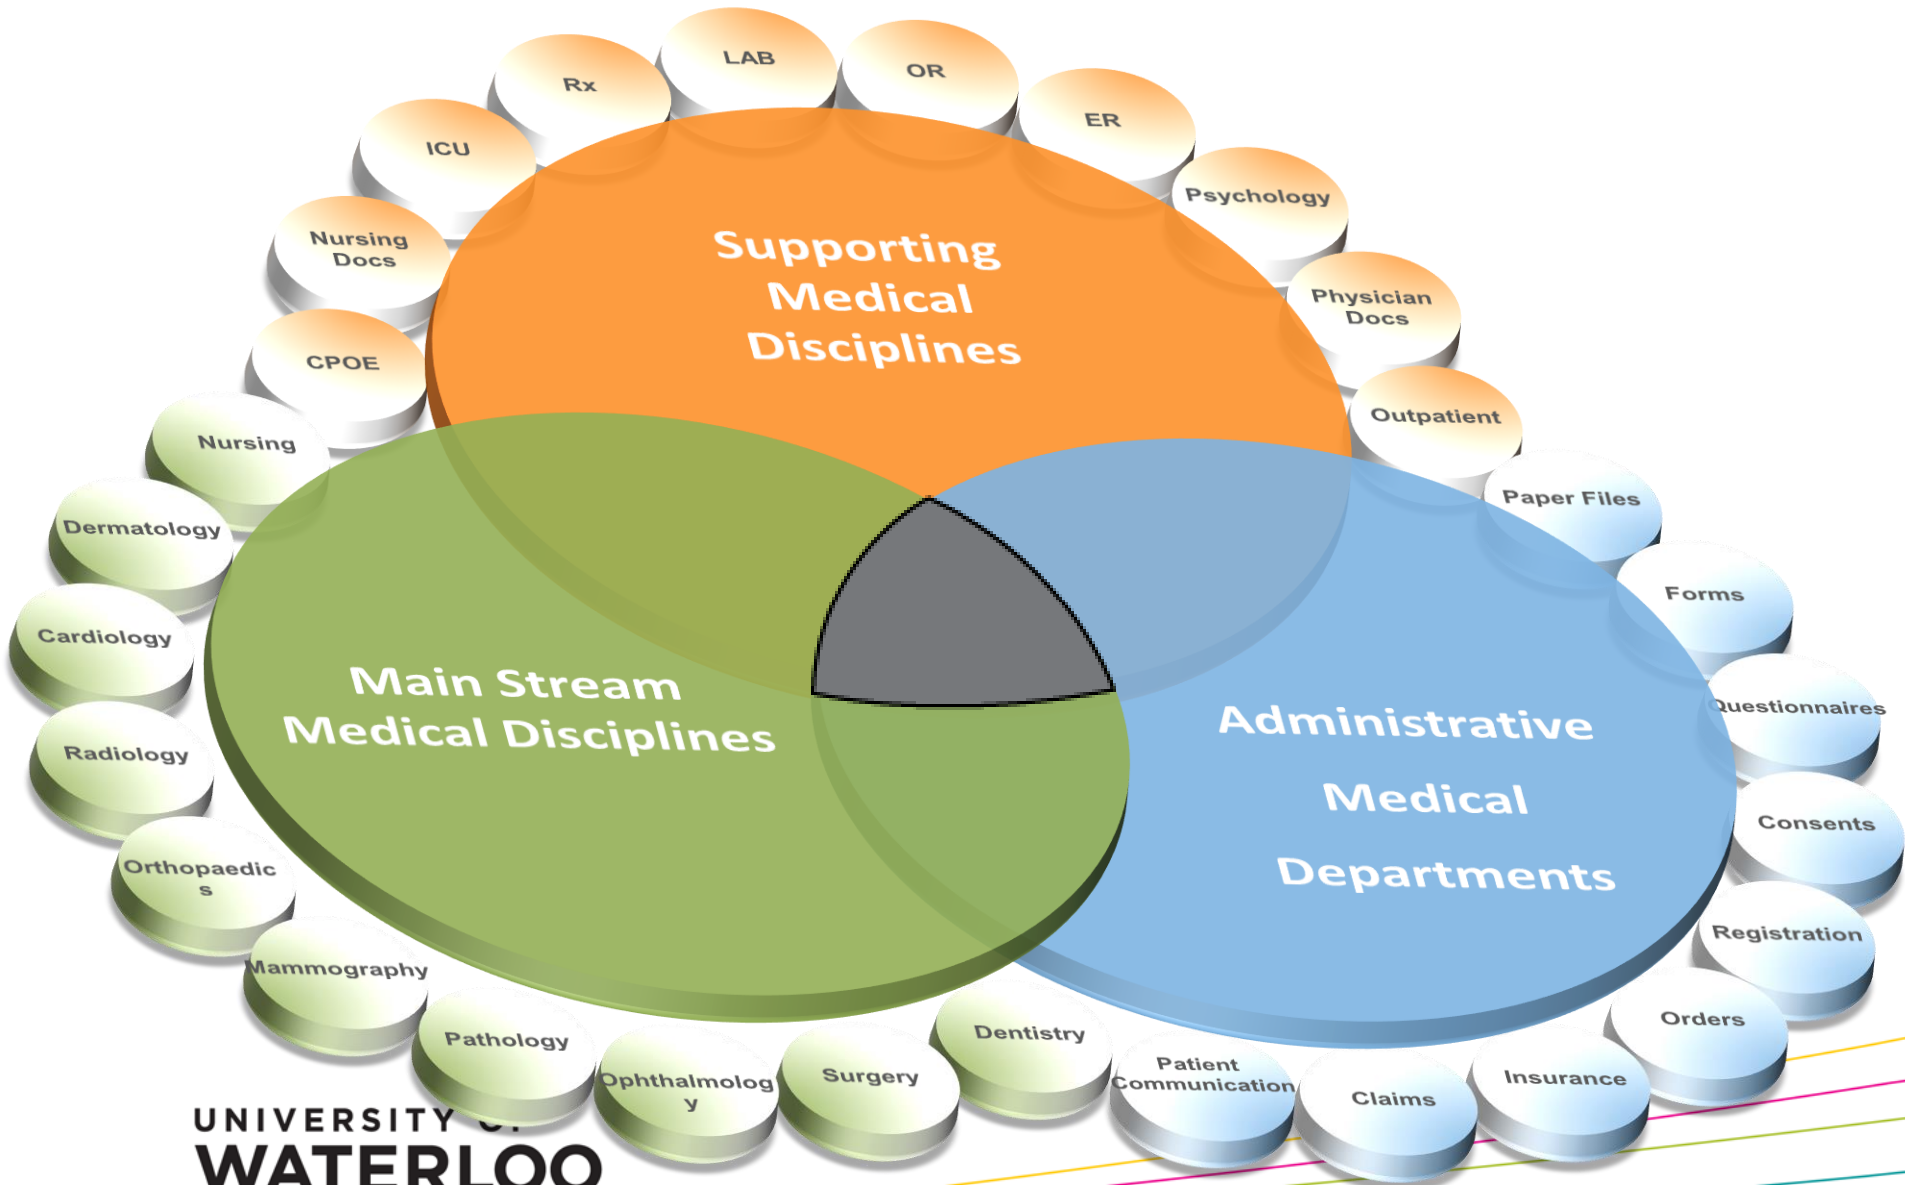 LAB
OR
Rx
ER
ICU
Psychology
Nursing
Docs
Physician
Docs
CPOE
Outpatient
Supporting
Medical
Disciplines
Nursing
Dermatology
Cardiology
Radiology
Orthopaedic
s
Mammography
Pathology
Ophthalmolog
y
Surgery
Dentistry
Main Stream
Medical Disciplines
Paper Files
Forms
Questionnaires
Consents
Registration
Orders
Insurance
Claims
Patient
Communication
Administrative
Medical
Departments
UNIVERSITY OF
WATERLOO